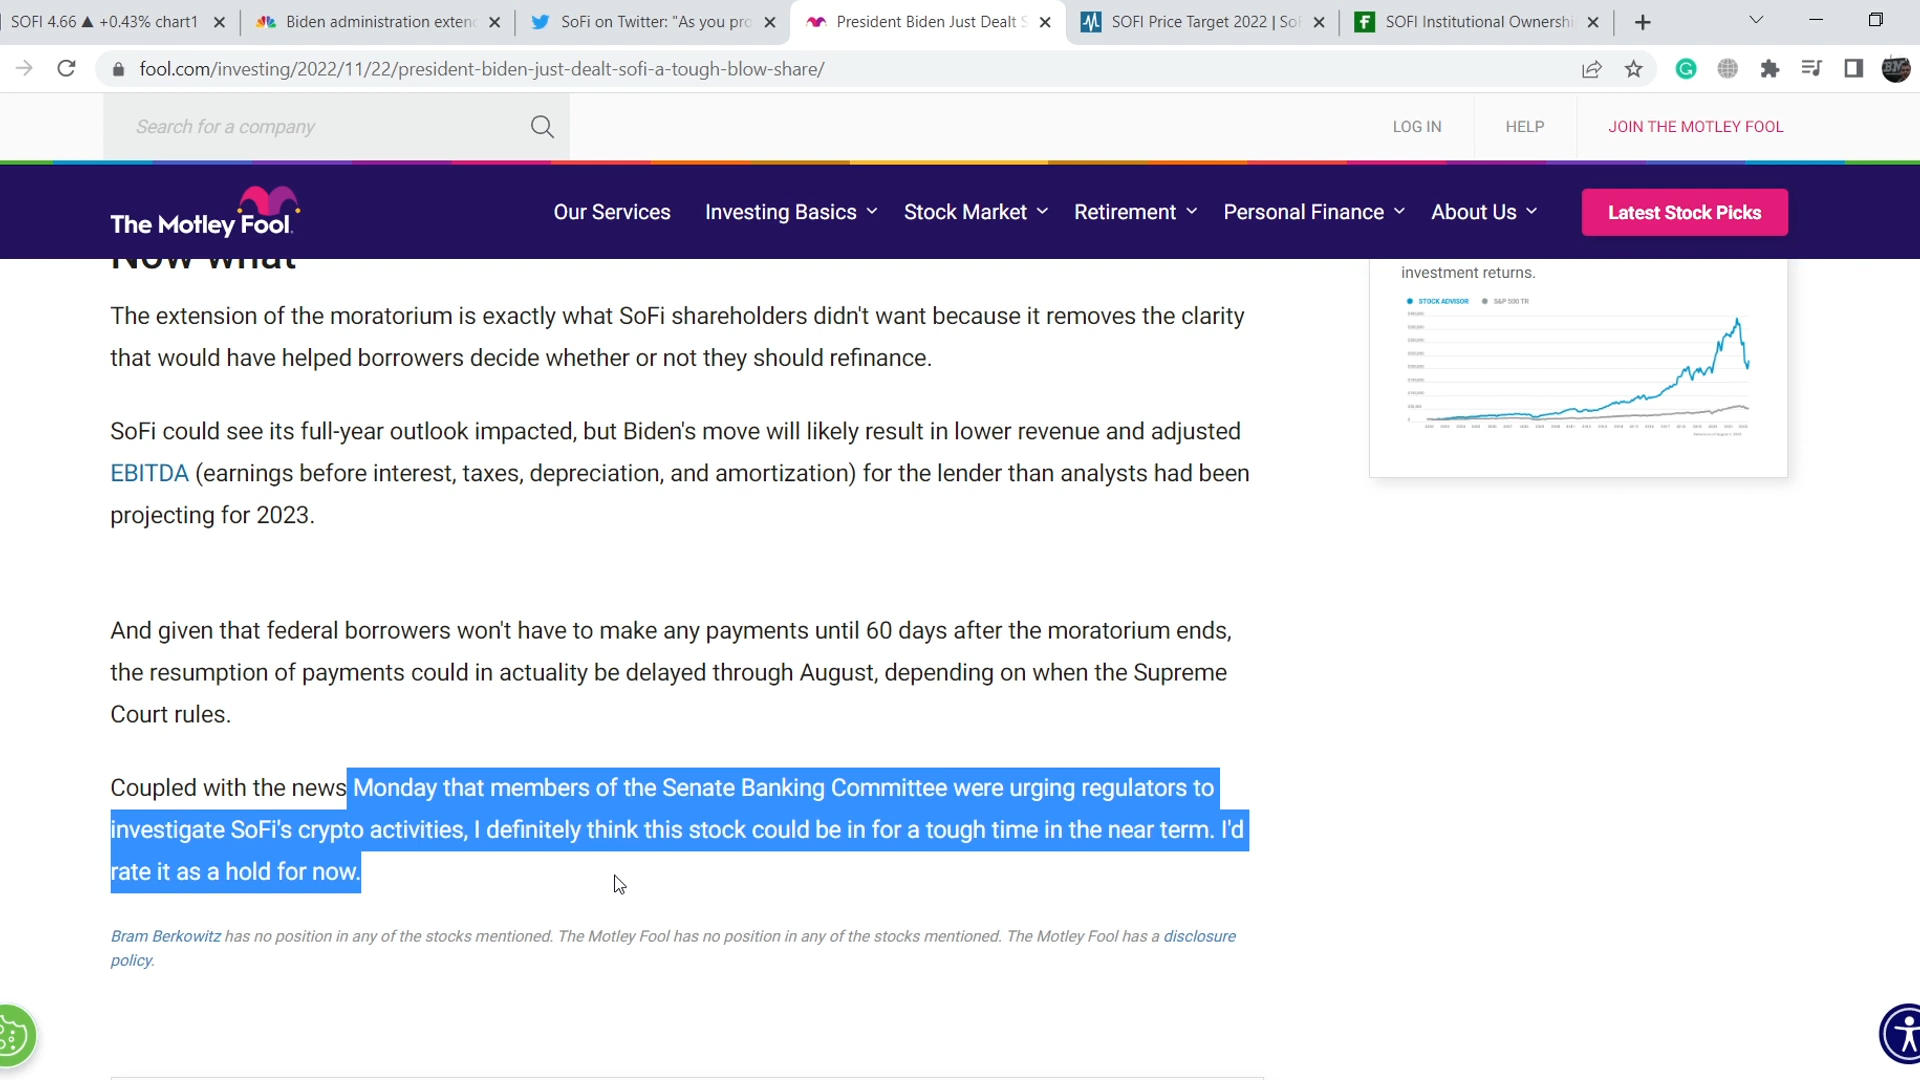 SOFI 4.66 ▲ +0.43% chart1
Biden administration exten
SoFi on Twitter: "As you pro
President Biden Just Dealt S
SOFI Price Target 2022 | SoF
SOFI Institutional Ownershi
fool.com/investing/2022/11/22/president-biden-just-dealt-sofi-a-tough-blow-share/
Search for a company
LOG IN
HELP
JOIN THE MOTLEY FOOL
The Motley Fool.
Our Services
Investing Basics
Stock Market
Retirement
Personal Finance
About Us
Latest Stock Picks
Now what
The extension of the moratorium is exactly what SoFi shareholders didn't want because it removes the clarity
that would have helped borrowers decide whether or not they should refinance.
SoFi could see its full-year outlook impacted, but Biden's move will likely result in lower revenue and adjusted
EBITDA (earnings before interest, taxes, depreciation, and amortization) for the lender than analysts had been
projecting for 2023.
And given that federal borrowers won't have to make any payments until 60 days after the moratorium ends,
the resumption of payments could in actuality be delayed through August, depending on when the Supreme
Court rules.
Coupled with the news Monday that members of the Senate Banking Committee were urging regulators to
investigate SoFi's crypto activities, I definitely think this stock could be in for a tough time in the near term. I'd
rate it as a hold for now.
Bram Berkowitz has no position in any of the stocks mentioned. The Motley Fool has no position in any of the stocks mentioned. The Motley Fool has a disclosure
policy.
investment returns.
STOCK ADVISOR
S&P 500 TR